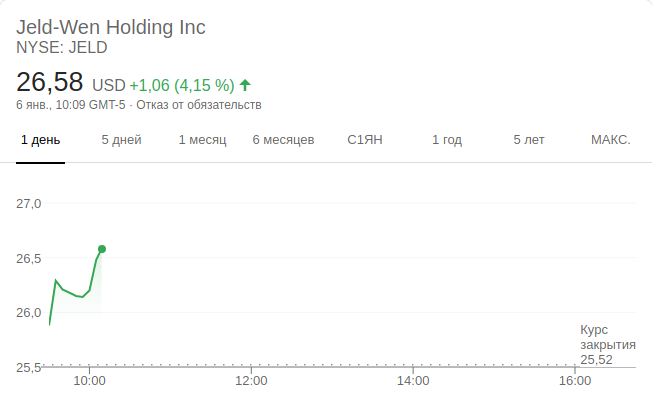 Jeld-Wen Holding Inc
NYSE: JELD
26,58 USD +1,06 (4,15 %)
6 янв., 10:09 GMT-5 · Отказ от обязательств
1 день 5 дней 1 месяц 6 месяцев С1ЯН 1 год 5 лет МАКС.
27,0
26,5
26,0
Курс
закрытия
25,52
25,5
10:00 12:00 14:00 16:00